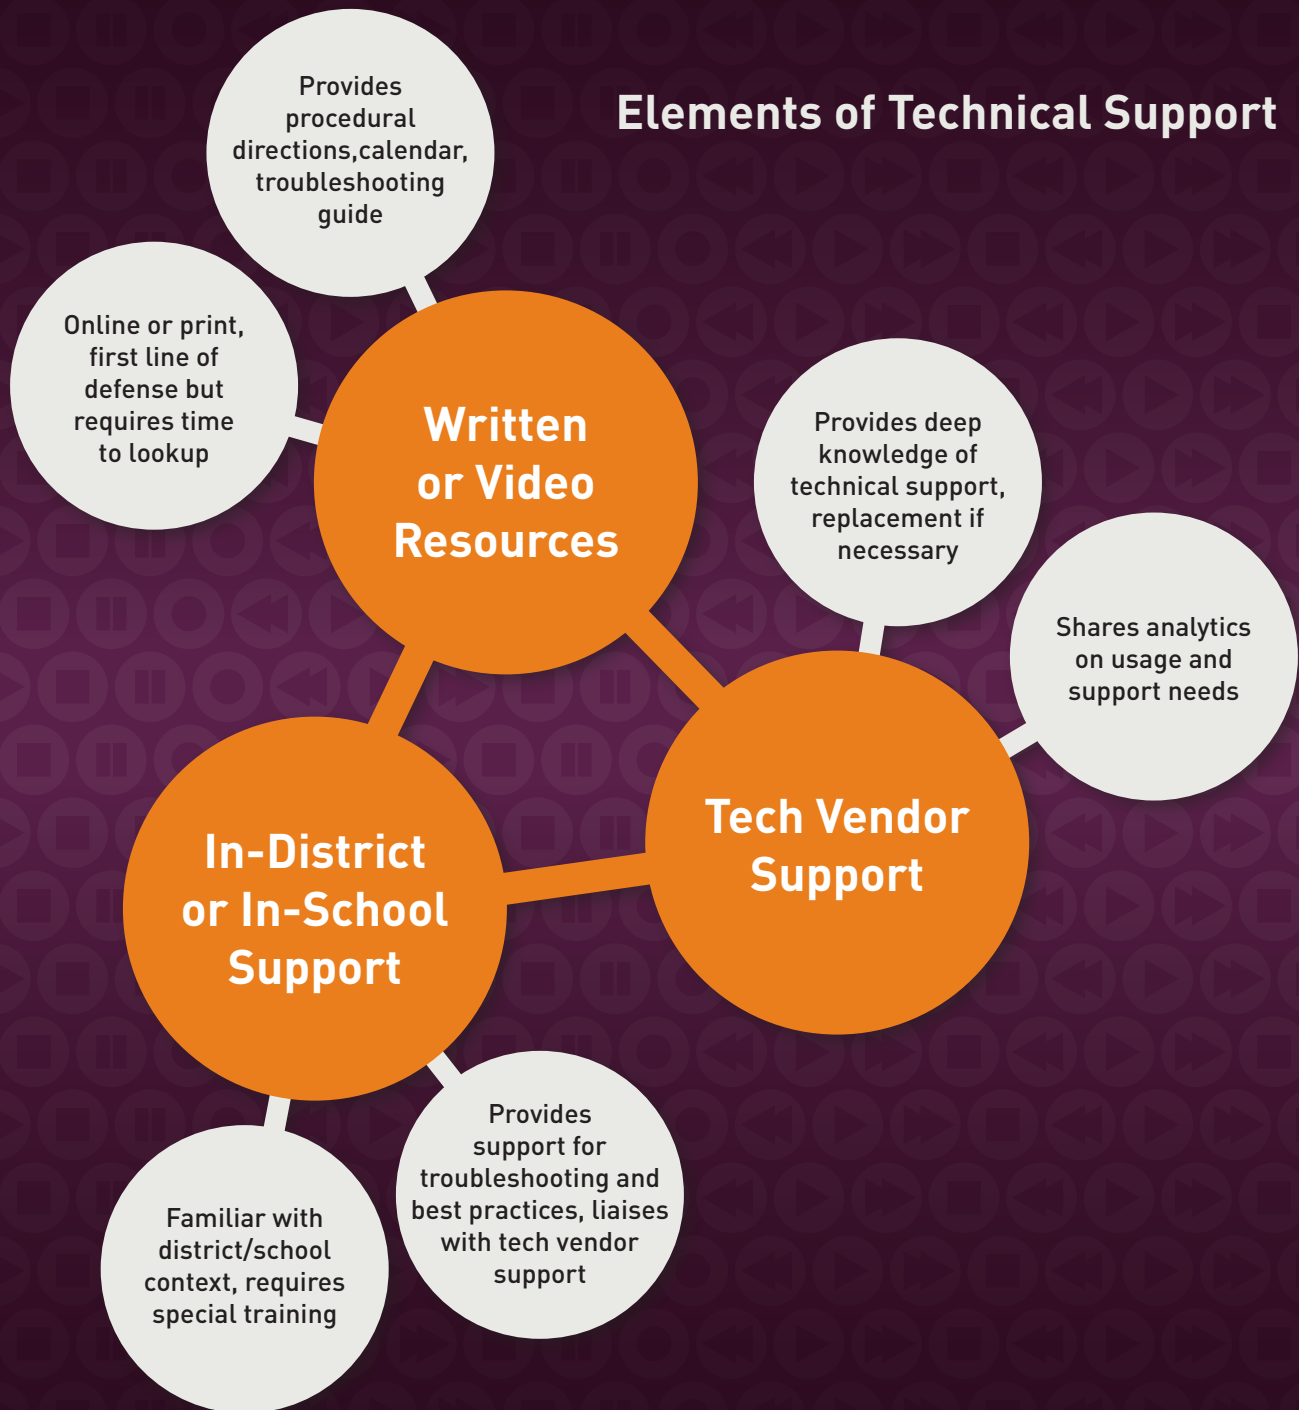 Elements of Technical Support
Provides
procedural
directions,calendar,
troubleshooting
guide
Online or print,
first line of
defense but
requires time
to lookup
Written
or Video
Resources
Provides deep
knowledge of
technical support,
replacement if
necessary
Shares analytics
on usage and
support needs
Tech Vendor
Support
In-District
or In-School
Support
Provides
support for
troubleshooting and
best practices, liaises
with tech vendor
support
Familiar with
district/school
context, requires
special training